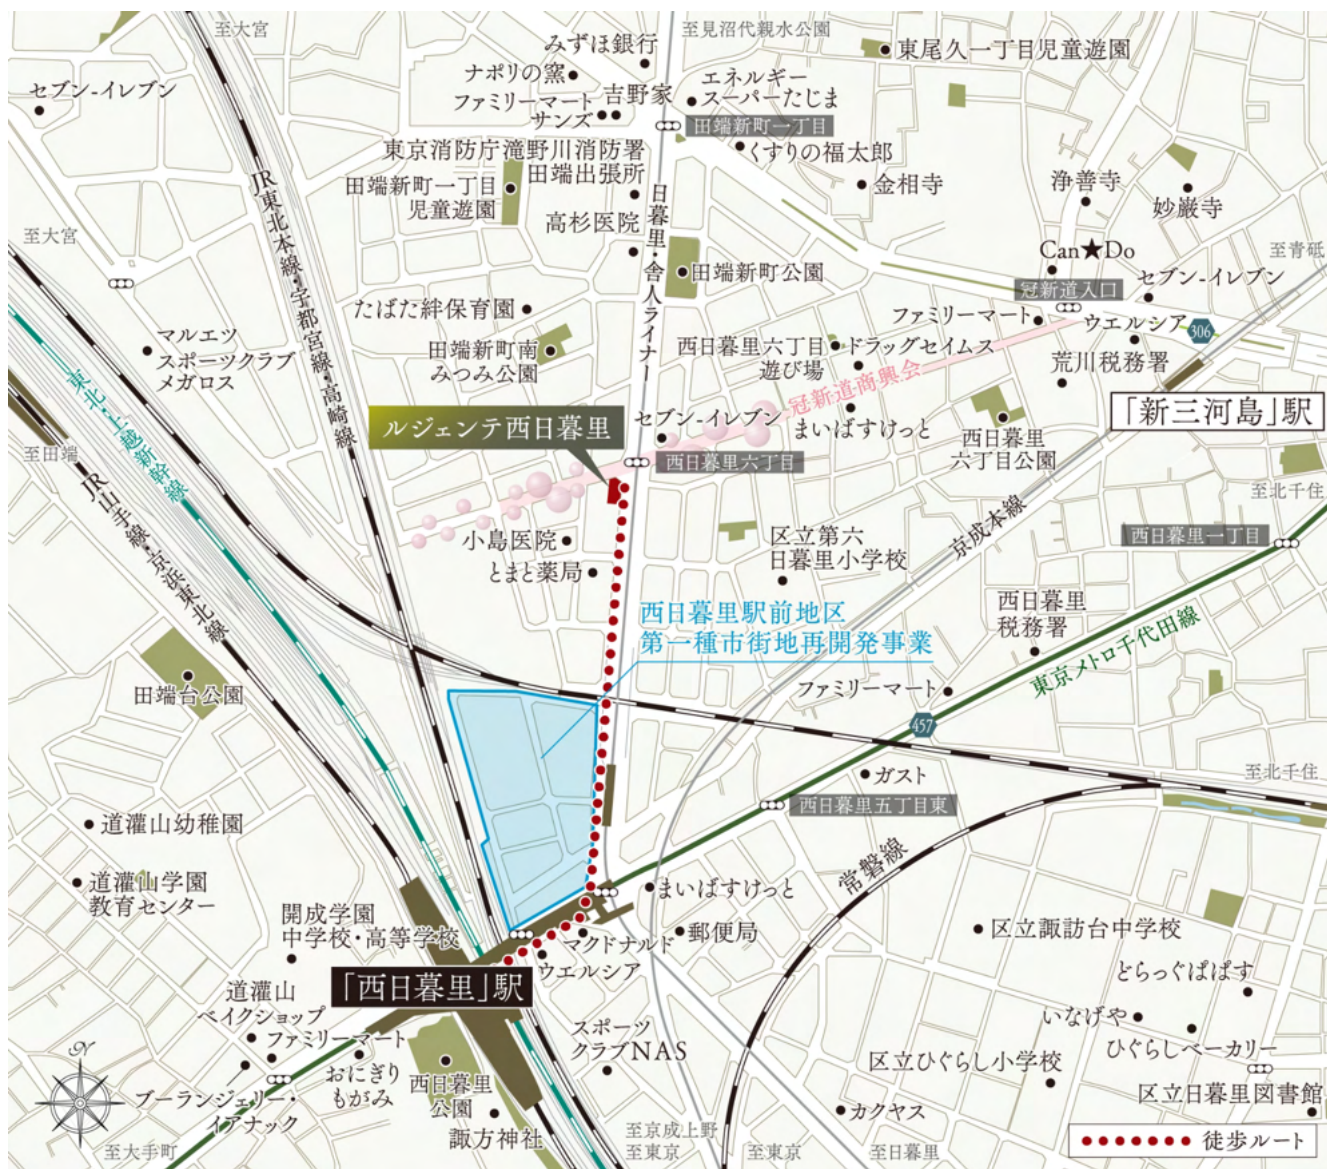 至大宮
みずほ銀行
至見沼代親水公園
東尾久一丁目児童遊園
ナポリの窯
エネルギー
スーパーたじま
セブン-イレブン
ファミリーマート
吉野家
サンズ
田端新町一丁目
くすりの福太郎
東京消防庁滝野川消防署
田端出張所
田端新町一丁目
児童遊園
金相寺
浄善寺
妙厳寺
高杉医院
日暮里・舎人ライナー
JR東北本線・宇都宮線・高崎線
至大宮
Can★Do
至青砥
田端新町公園
セブン-イレブン
冠新道入口
たばた絆保育園
ファミリーマート
ウエルシア
306
マルエツ
スポーツクラブ
メガロス
田端新町南
みつみ公園
西日暮里六丁目
遊び場
ドラッグセイムス
荒川税務署
東北・上越新幹線
冠新道商興会
「新三河島」駅
ルジェンテ西日暮里
セブン-イレブン
まいばすけっと
西日暮里
六丁目公園
至田端
西日暮里六丁目
JR山手線・京浜東北線
至北千住
京成本線
西日暮里一丁目
小島医院
とまと薬局
区立第六
日暮里小学校
西日暮里駅前地区
第一種市街地再開発事業
西日暮里
税務署
東京メトロ千代田線
田端台公園
ファミリーマート
457
ガスト
至北千住
西日暮里五丁目東
道灌山幼稚園
常磐線
道灌山学園
教育センター
まいばすけっと
開成学園
中学校・高等学校
マクドナルド
郵便局
区立諏訪台中学校
ウエルシア
どらっぐぱぱす
「西日暮里」駅
道灌山
ベイクショップ
スポーツ
クラブNAS
いなげや
ファミリーマート
ひぐらしベーカリー
区立ひぐらし小学校
N
おにぎり
もがみ
西日暮里
公園
ブーランジェリー・
イアナック
区立日暮里図書館
カクヤス
諏方神社
至京成上野
至東京
至大手町
至東京
至日暮里
徒歩ルート